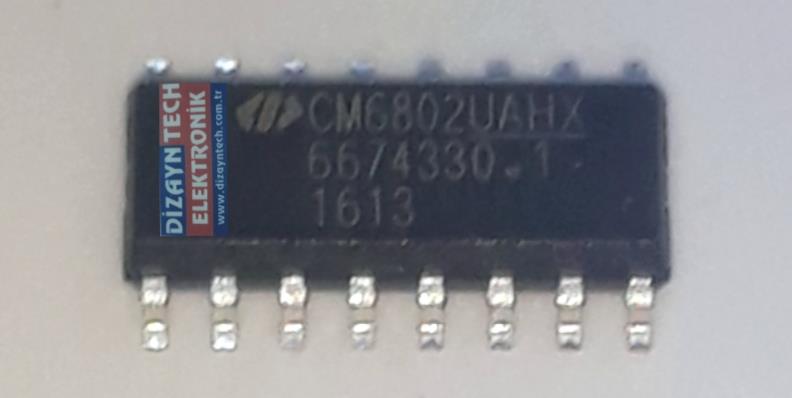 DİZAYN TECH
ELEKTRONİK
www.dizayntech.com.tr
CM6802UAHX
6674330.1
1613